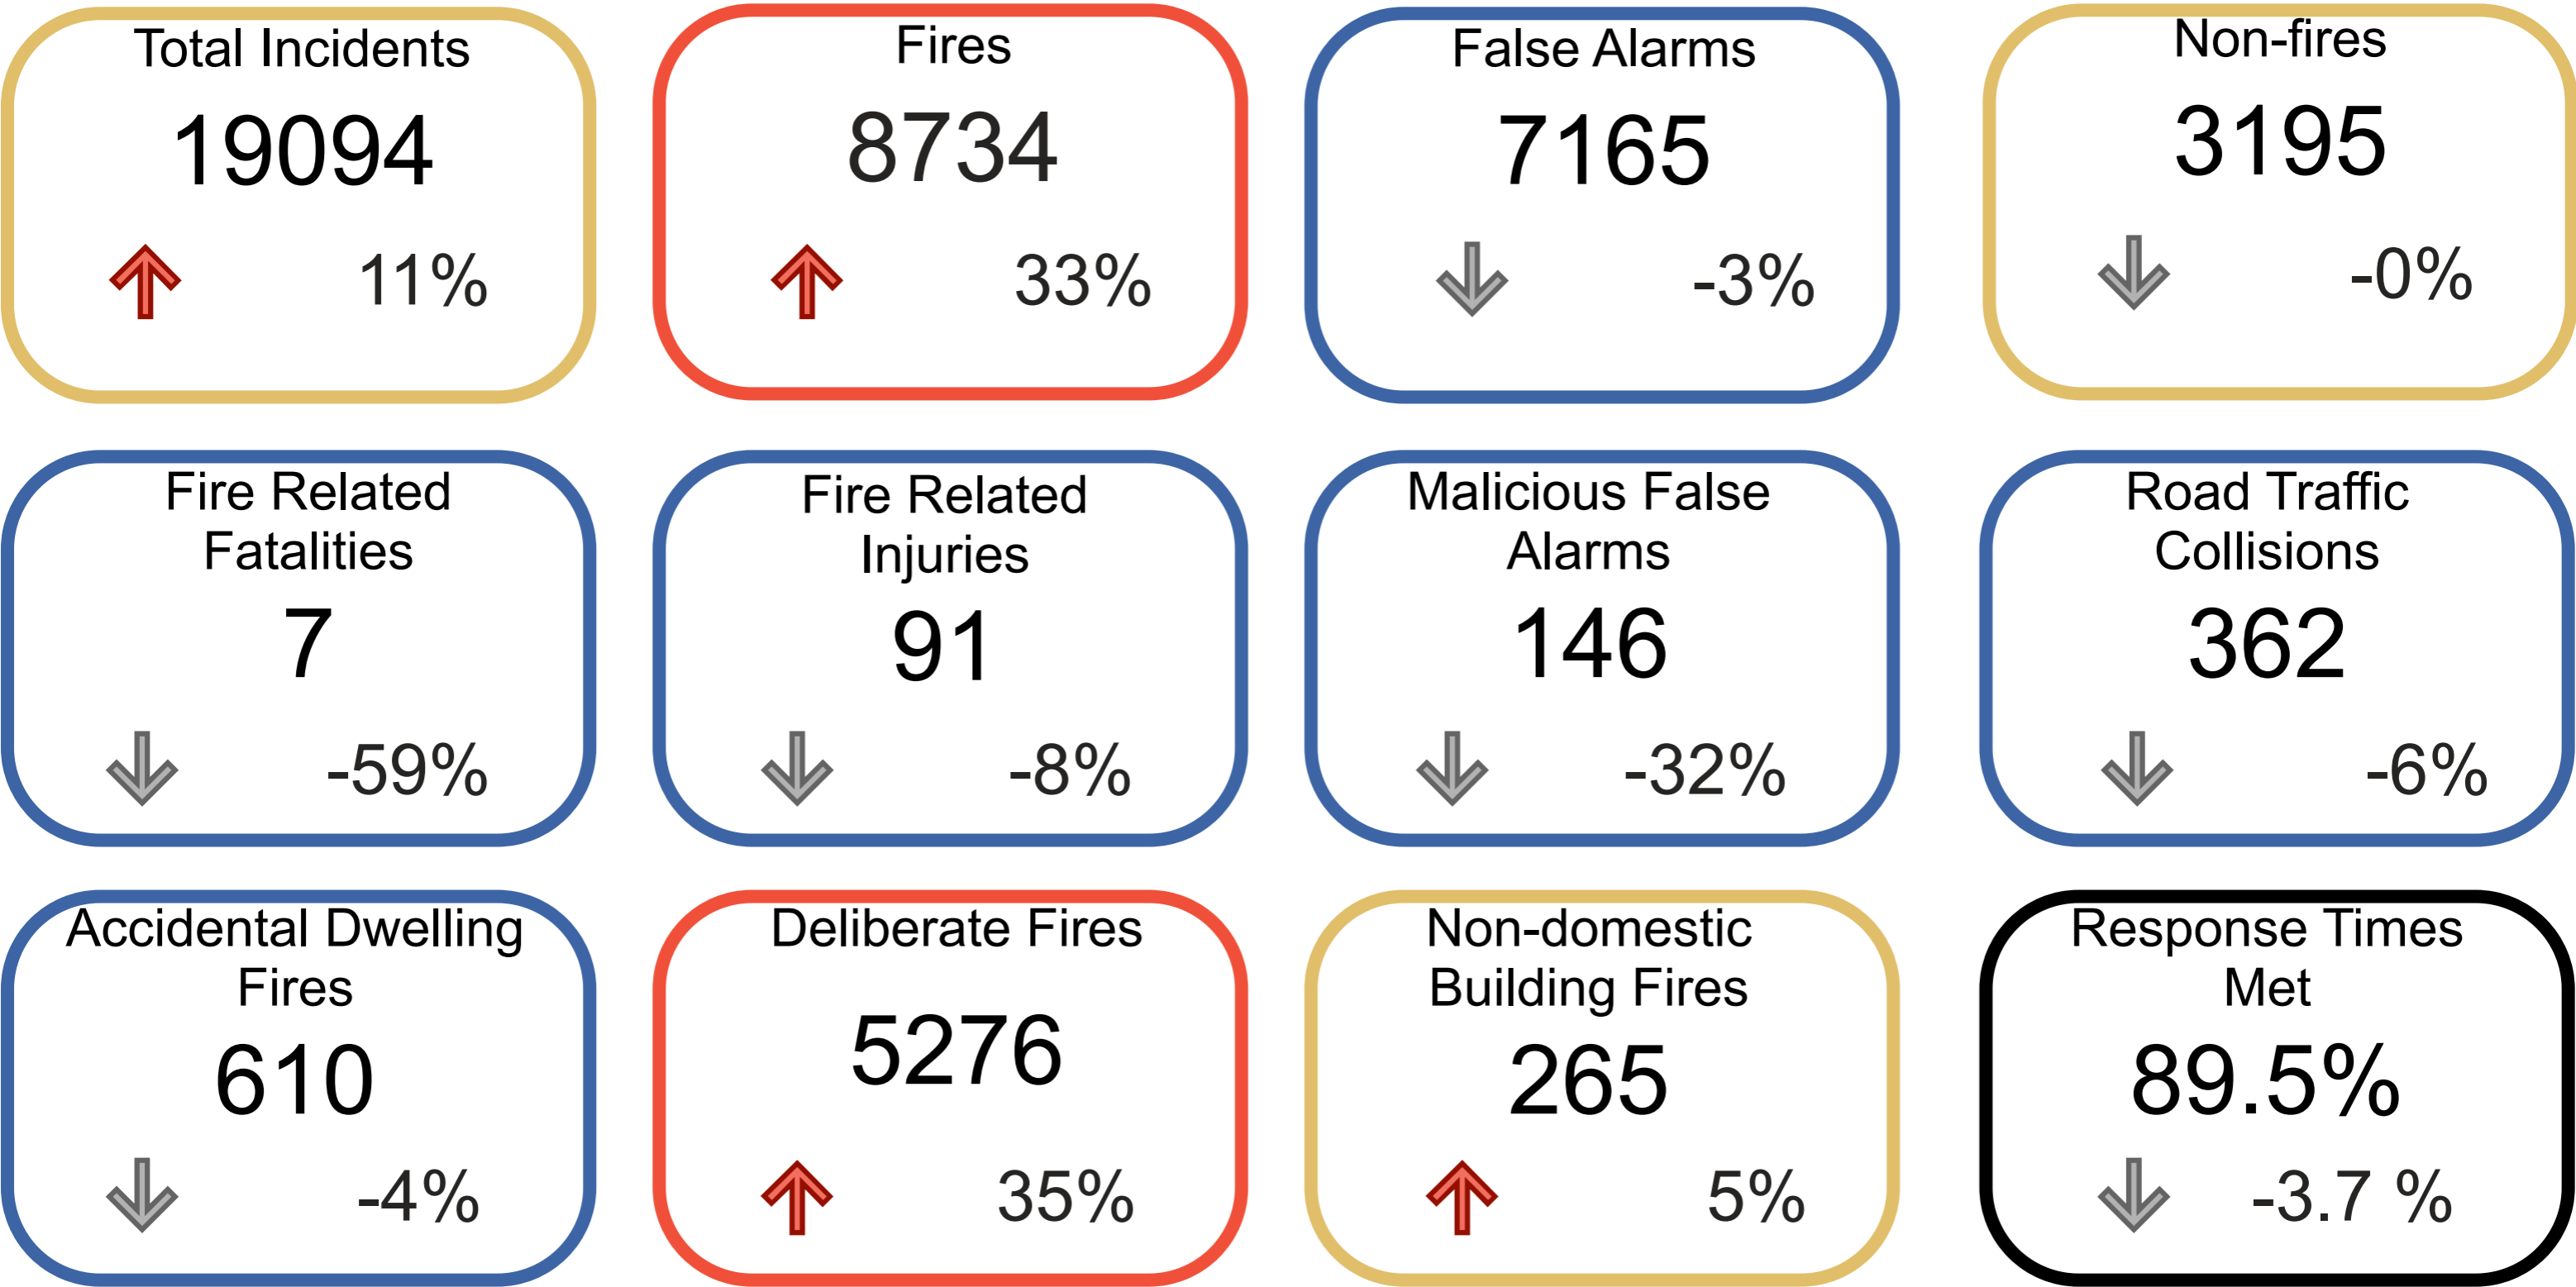 Total Incidents
19094
11%
Fires
8734
33%
False Alarms
7165
-3%
Non-fires
3195
-0%
Fire Related
Fatalities
7
-59%
Fire Related
Injuries
91
-8%
Malicious False
Alarms
146
-32%
Road Traffic
Collisions
362
-6%
Accidental Dwelling
Fires
610
-4%
Deliberate Fires
5276
35%
Non-domestic
Building Fires
265
5%
Response Times
Met
89.5%
-3.7 %